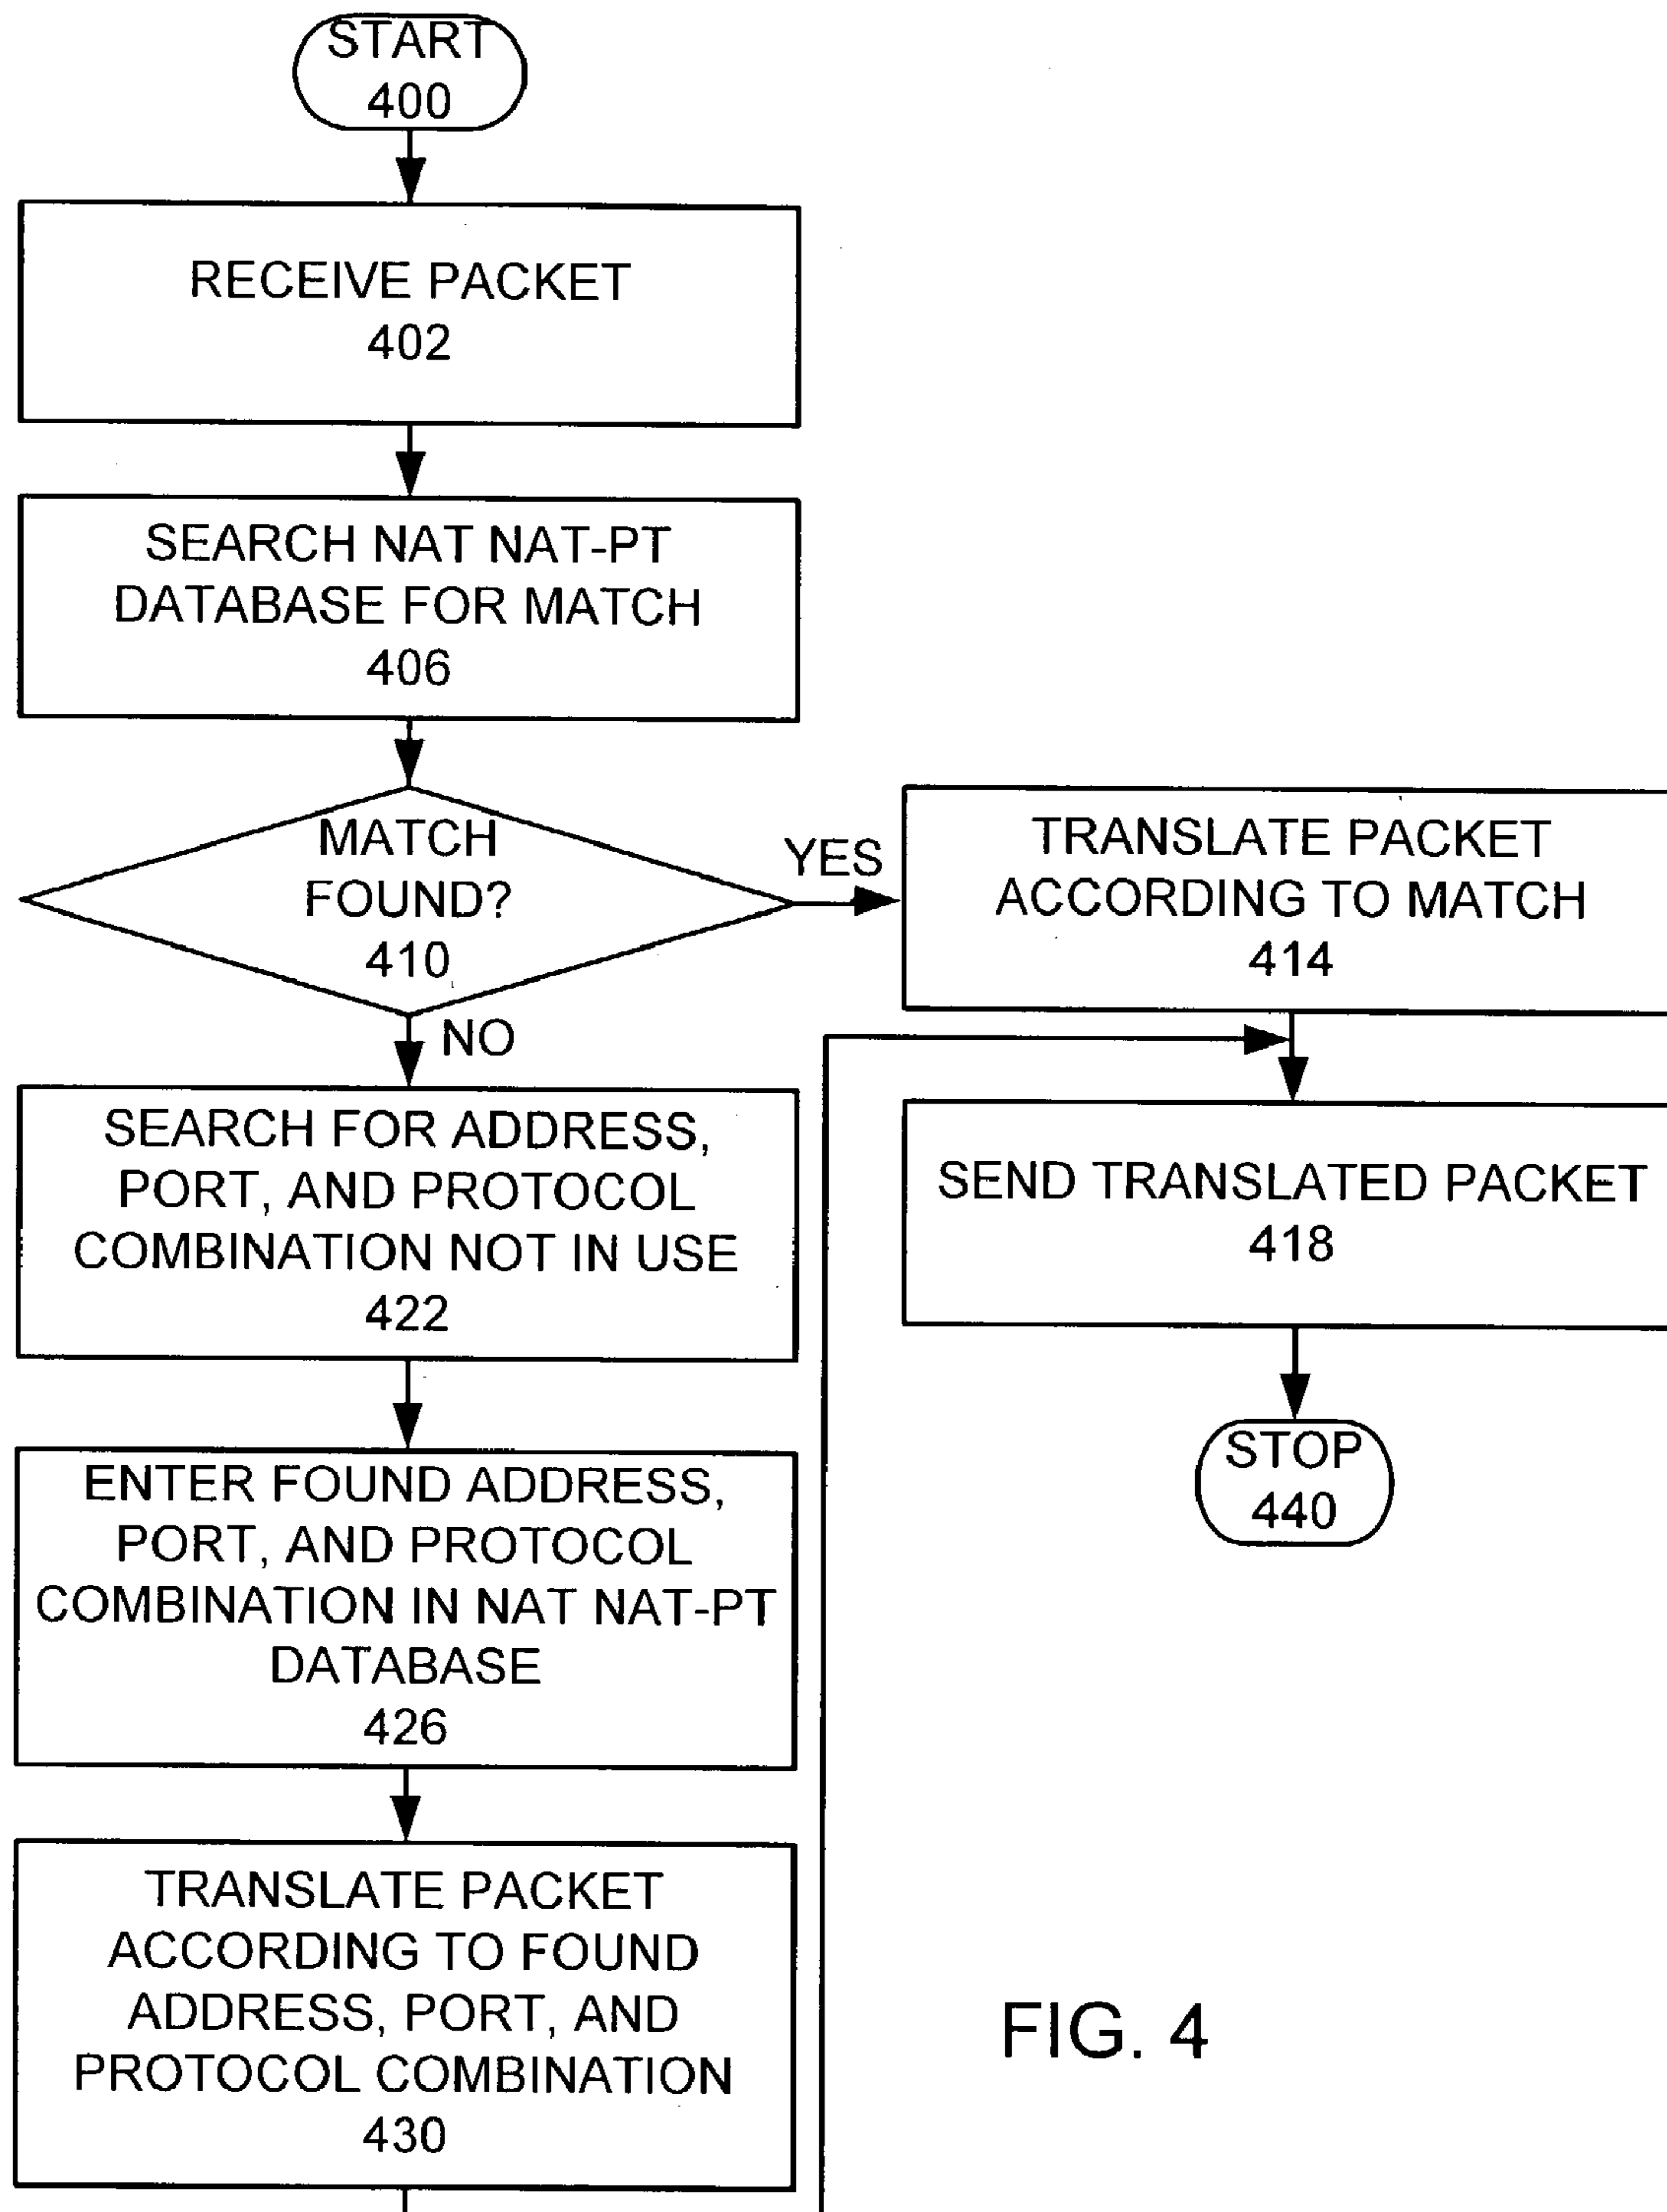 START
400
RECEIVE PACKET
402
SEARCH NAT NAT-PT
DATABASE FOR MATCH
406
MATCH
FOUND?
410
YES
TRANSLATE PACKET
ACCORDING TO MATCH
414
NO
SEARCH FOR ADDRESS,
PORT, AND PROTOCOL
COMBINATION NOT IN USE
422
SEND TRANSLATED PACKET
418
STOP
440
ENTER FOUND ADDRESS,
PORT, AND PROTOCOL
COMBINATION IN NAT NAT-PT
DATABASE
426
TRANSLATE PACKET
ACCORDING TO FOUND
ADDRESS, PORT, AND
PROTOCOL COMBINATION
430
FIG. 4